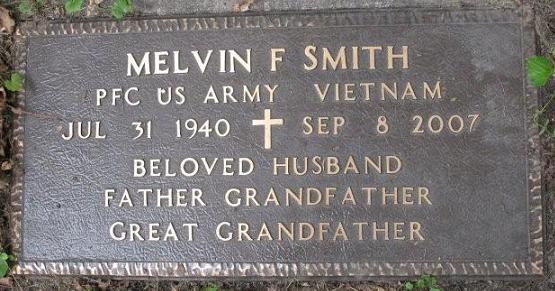 MELVIN F SMITH
PFC US ARMY VIETNAM
JUL 31 1940 SEP 8 2007
BELOVED HUSBAND
FATHER GRANDFATHER
GREAT GRANDFATHER